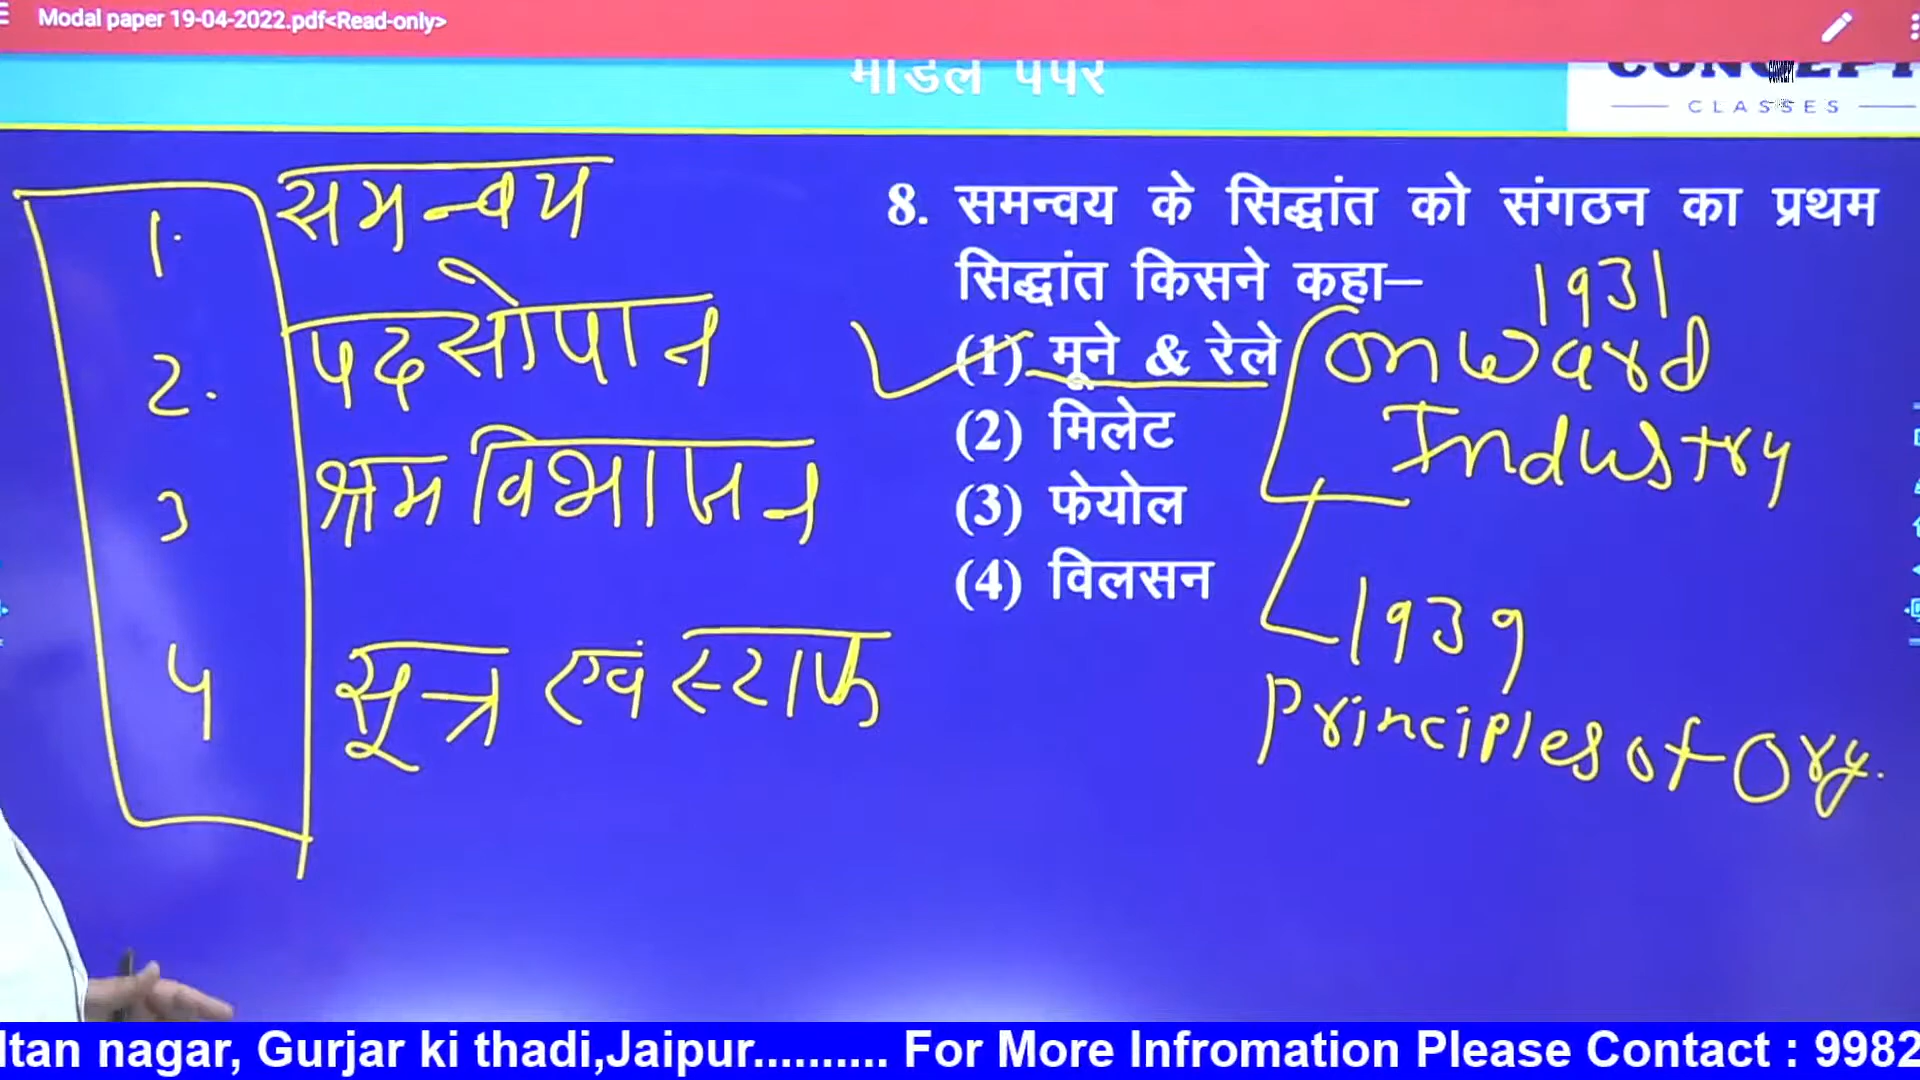 Modal paper 19-04-2022.pdf<Read-only>
मॉडल पेपर
CONCEPT
CLASSES
1. समन्वय
2. पदसोपान
3 श्रम विभाजन
4 सूत्र एवं स्टाफ
8. समन्वय के सिद्धांत को संगठन का प्रथम
सिद्धांत किसने कहा–
(1) मूने & रेले
(2) मिलेट
(3) फेयोल
(4) विलसन
1931
onward
Industry
1939
Principles of Org.
ltan nagar, Gurjar ki thadi,Jaipur.......... For More Infromation Please Contact : 9982